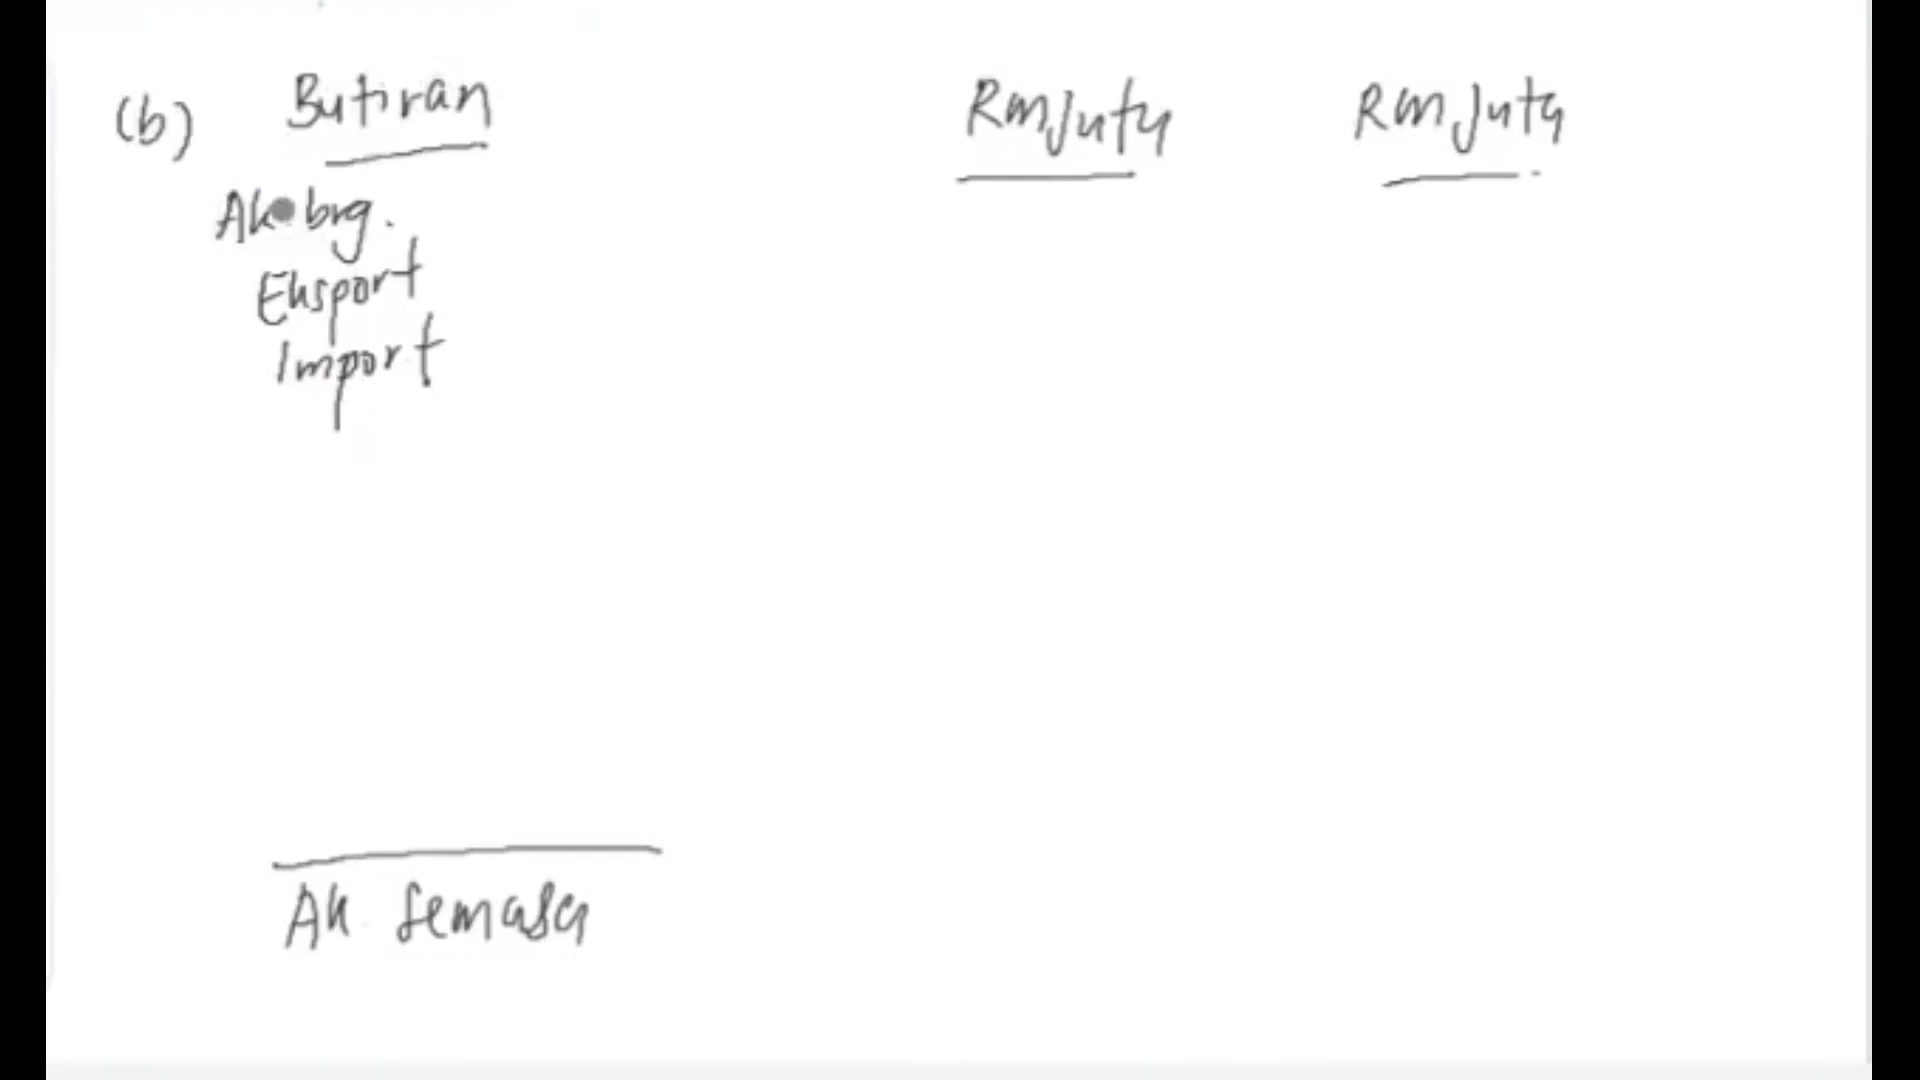 (b) Butiran RM Juta RM Juta
Ak brg.
Eksport
Import
Ak. Semasa